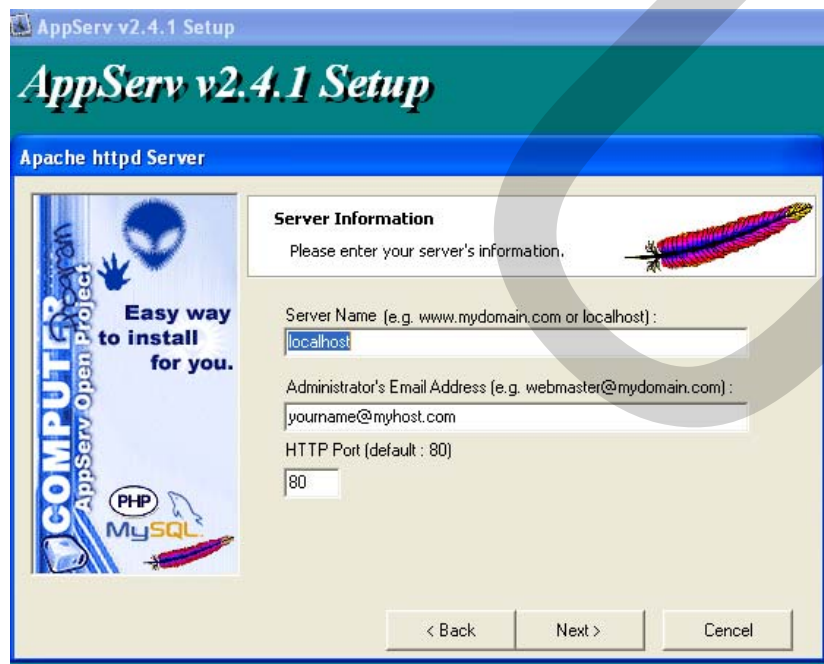 AppServ v2.4.1 Setup
AppServ v2.4.1 Setup
Apache httpd Server
COMPUTER
Program
AppServ Open Project
Easy way
to install
for you.
PHP
MySQL
Server Information
Please enter your server's information.
Server Name (e.g. www.mydomain.com or localhost) :
localhost
Administrator's Email Address (e.g. webmaster@mydomain.com) :
yourname@myhost.com
HTTP Port (default : 80)
80
< Back
Next >
Cencel